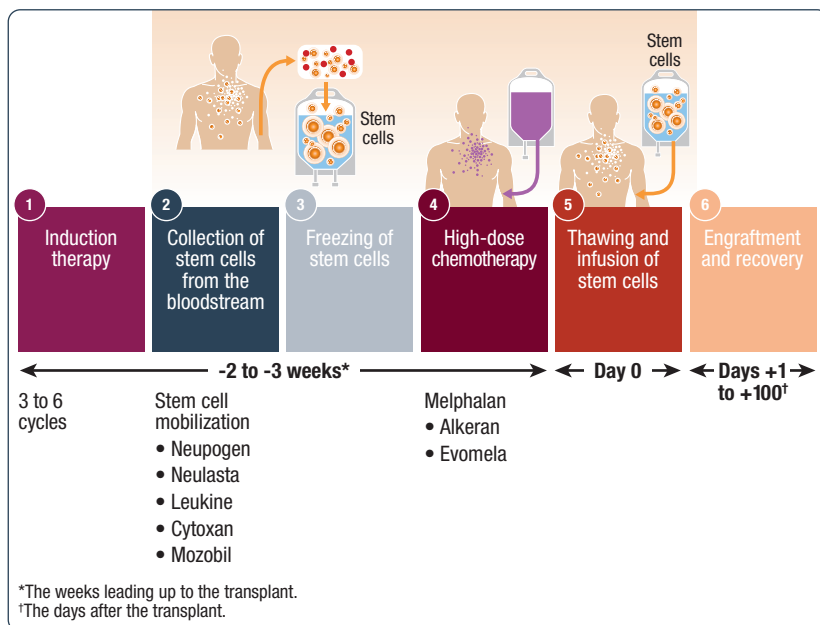 Stem
cells
Stem
cells
1
Induction
therapy
2
Collection of
stem cells
from the
bloodstream
3
Freezing of
stem cells
4
High-dose
chemotherapy
5
Thawing and
infusion of
stem cells
6
Engraftment
and recovery
-2 to -3 weeks*
Day 0
Days +1
to +100†
3 to 6
cycles
Stem cell
mobilization
• Neupogen
• Neulasta
• Leukine
• Cytoxan
• Mozobil
Melphalan
• Alkeran
• Evomela
*The weeks leading up to the transplant.
†The days after the transplant.